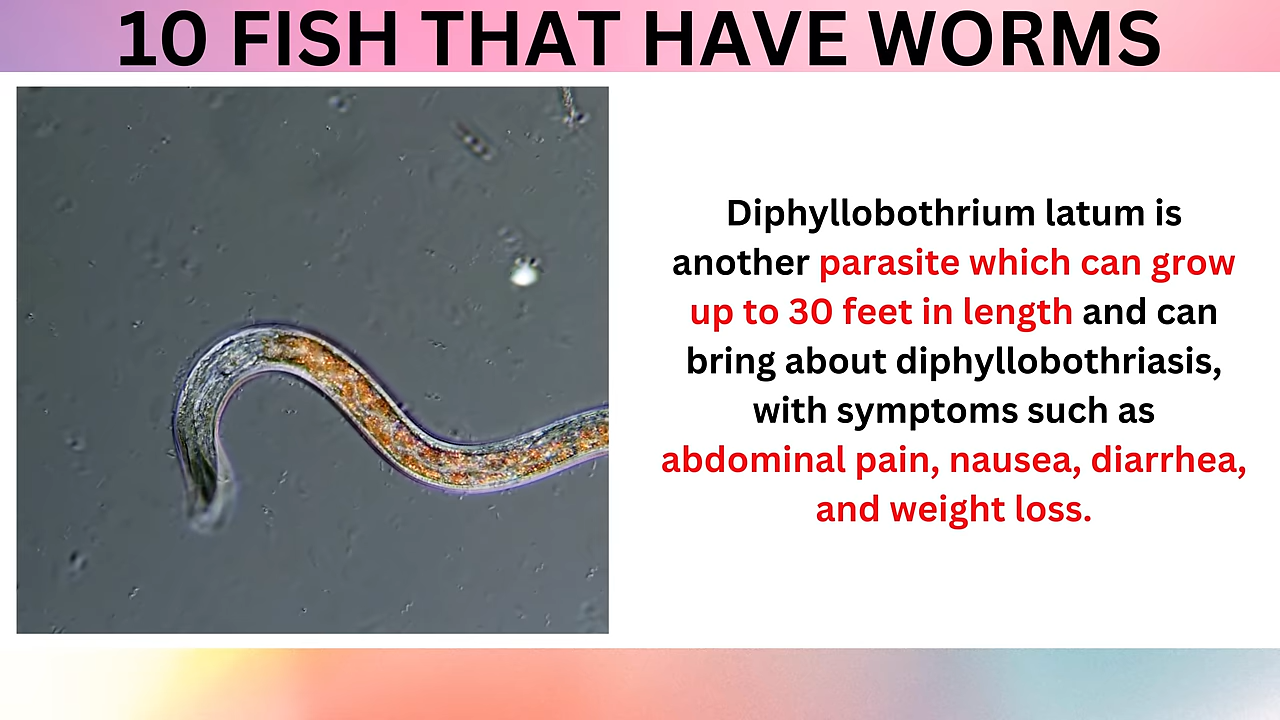 10 FISH THAT HAVE WORMS
Diphyllobothrium latum is
another parasite which can grow
up to 30 feet in length and can
bring about diphyllobothriasis,
with symptoms such as
abdominal pain, nausea, diarrhea,
and weight loss.